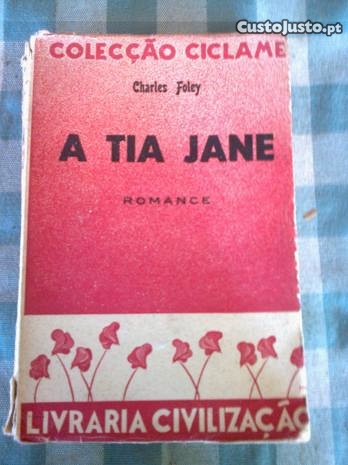 CustoJusto.pt
COLECÇÃO CICLAME
Charles Foley
A TIA JANE
ROMANCE
LIVRARIA CIVILIZAÇÃO